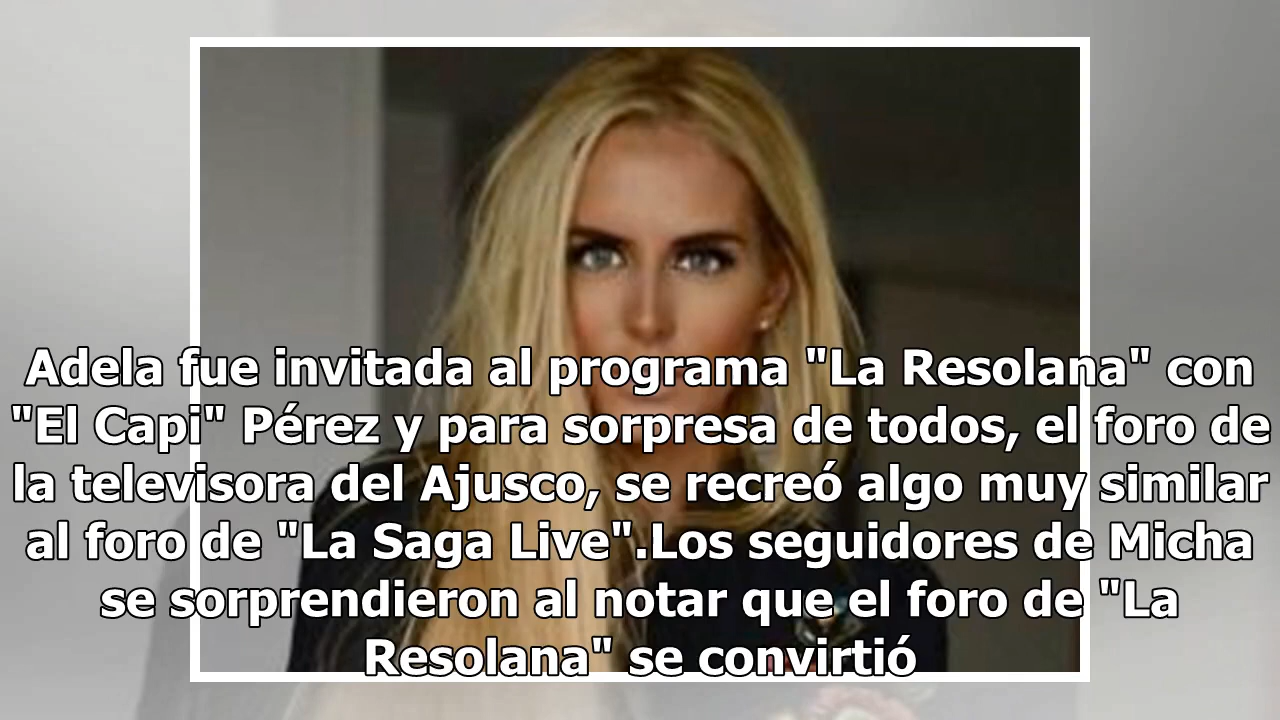 Adela fue invitada al programa "La Resolana" con
"El Capi" Pérez y para sorpresa de todos, el foro de
la televisora del Ajusco, se recreó algo muy similar
al foro de "La Saga Live".Los seguidores de Micha
se sorprendieron al notar que el foro de "La
Resolana" se convirtió